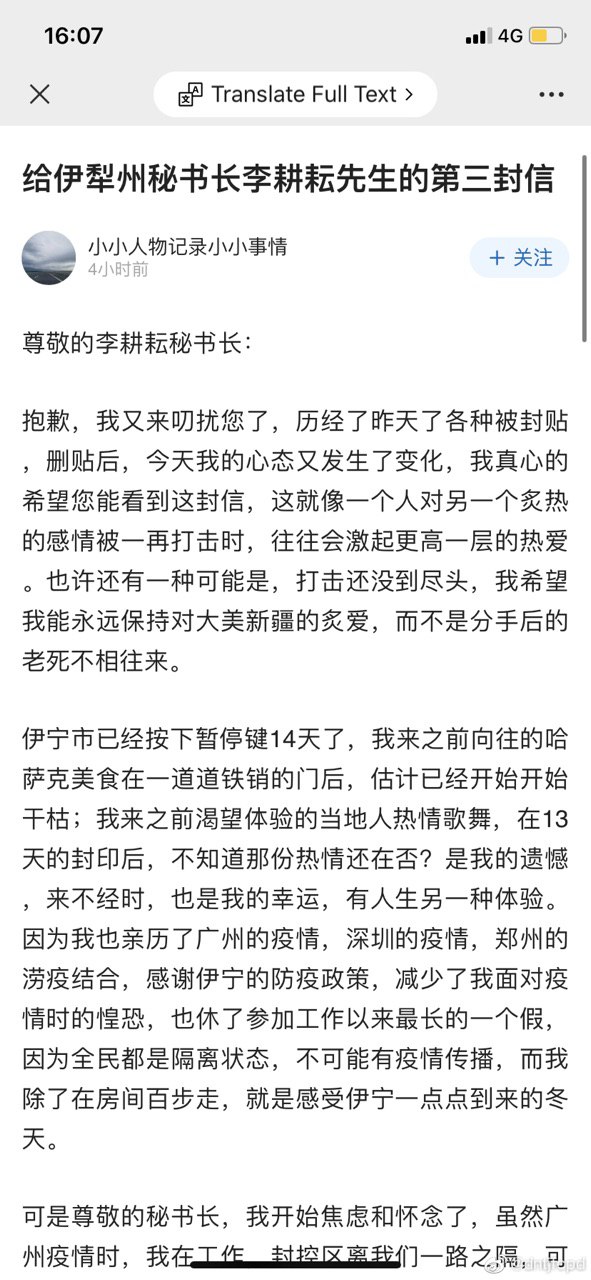 16:07
4G
Translate Full Text >
给伊犁州秘书长李耕耘先生的第三封信
小小人物记录小小事情
4小时前
+ 关注
尊敬的李耕耘秘书长：
抱歉，我又来叨扰您了，历经了昨天了各种被封贴
，删贴后，今天我的心态又发生了变化，我真心的
希望您能看到这封信，这就像一个人对另一个炙热
的感情被一再打击时，往往会激起更高一层的热爱
。也许还有一种可能是，打击还没到尽头，我希望
我能永远保持对大美新疆的炙爱，而不是分手后的
老死不相往来。
伊宁市已经按下暂停键14天了，我来之前向往的哈
萨克美食在一道道铁销的门后，估计已经开始开始
干枯；我来之前渴望体验的当地人热情歌舞，在13
天的封印后，不知道那份热情还在否？是我的遗憾
，来不经时，也是我的幸运，有人生另一种体验。
因为我也亲历了广州的疫情，深圳的疫情，郑州的
涝疫结合，感谢伊宁的防疫政策，减少了我面对疫
情时的惶恐，也休了参加工作以来最长的一个假，
因为全民都是隔离状态，不可能有疫情传播，而我
除了在房间百步走，就是感受伊宁一点点到来的冬
天。
可是尊敬的秘书长，我开始焦虑和怀念了，虽然广
州疫情时，我在工作，封控区离我们一路之隔，可